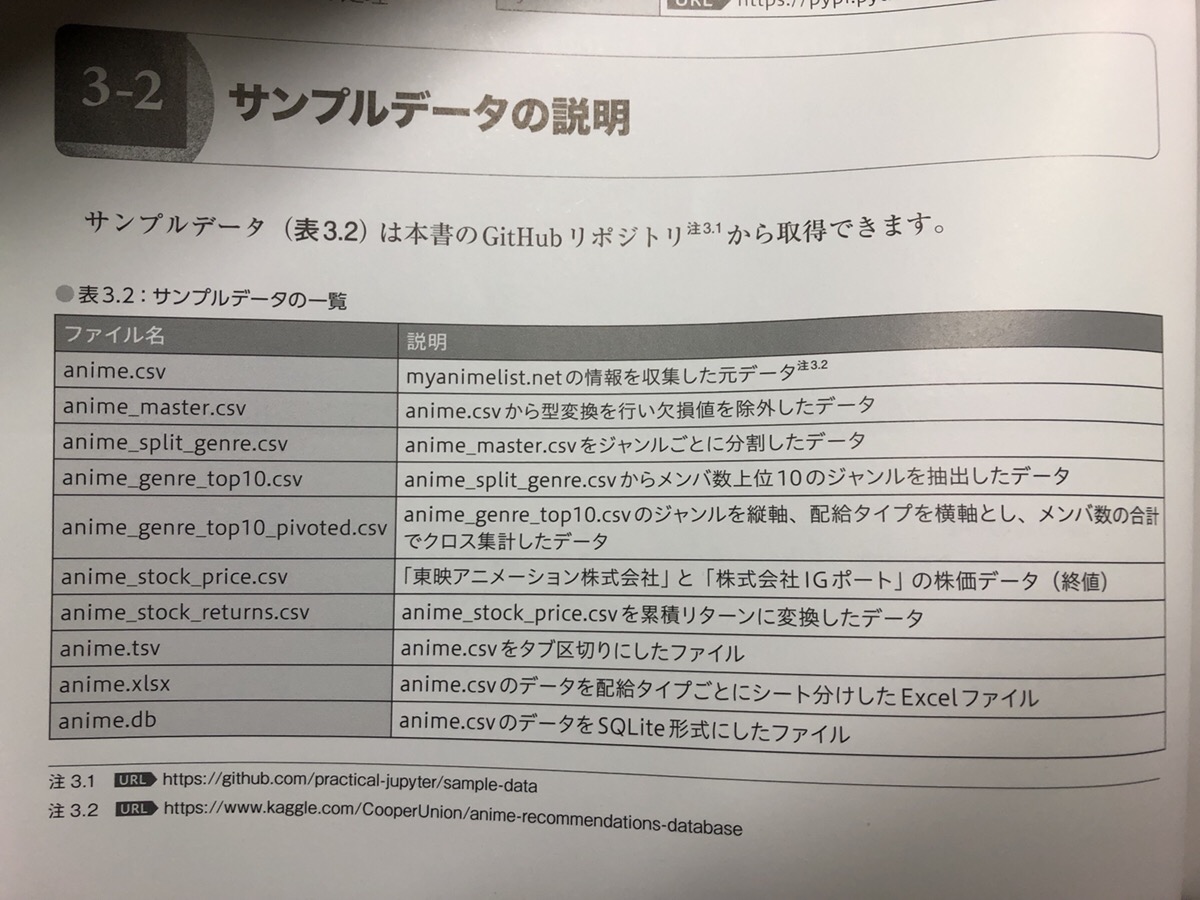 URL https://pypi.py
3-2
サンプルデータの説明
サンプルデータ（表3.2）は本書のGitHubリポジトリ注3.1から取得できます。
●表3.2：サンプルデータの一覧
ファイル名 説明
anime.csv myanimelist.netの情報を収集した元データ注3.2
anime_master.csv anime.csvから型変換を行い欠損値を除外したデータ
anime_split_genre.csv anime_master.csvをジャンルごとに分割したデータ
anime_genre_top10.csv anime_split_genre.csvからメンバ数上位10のジャンルを抽出したデータ
anime_genre_top10_pivoted.csv anime_genre_top10.csvのジャンルを縦軸、配給タイプを横軸とし、メンバ数の合計
でクロス集計したデータ
anime_stock_price.csv 「東映アニメーション株式会社」と「株式会社IGポート」の株価データ（終値）
anime_stock_returns.csv anime_stock_price.csvを累積リターンに変換したデータ
anime.tsv anime.csvをタブ区切りにしたファイル
anime.xlsx anime.csvのデータを配給タイプごとにシート分けしたExcelファイル
anime.db anime.csvのデータをSQLite形式にしたファイル
注3.1 URL https://github.com/practical-jupyter/sample-data
注3.2 URL https://www.kaggle.com/CooperUnion/anime-recommendations-database